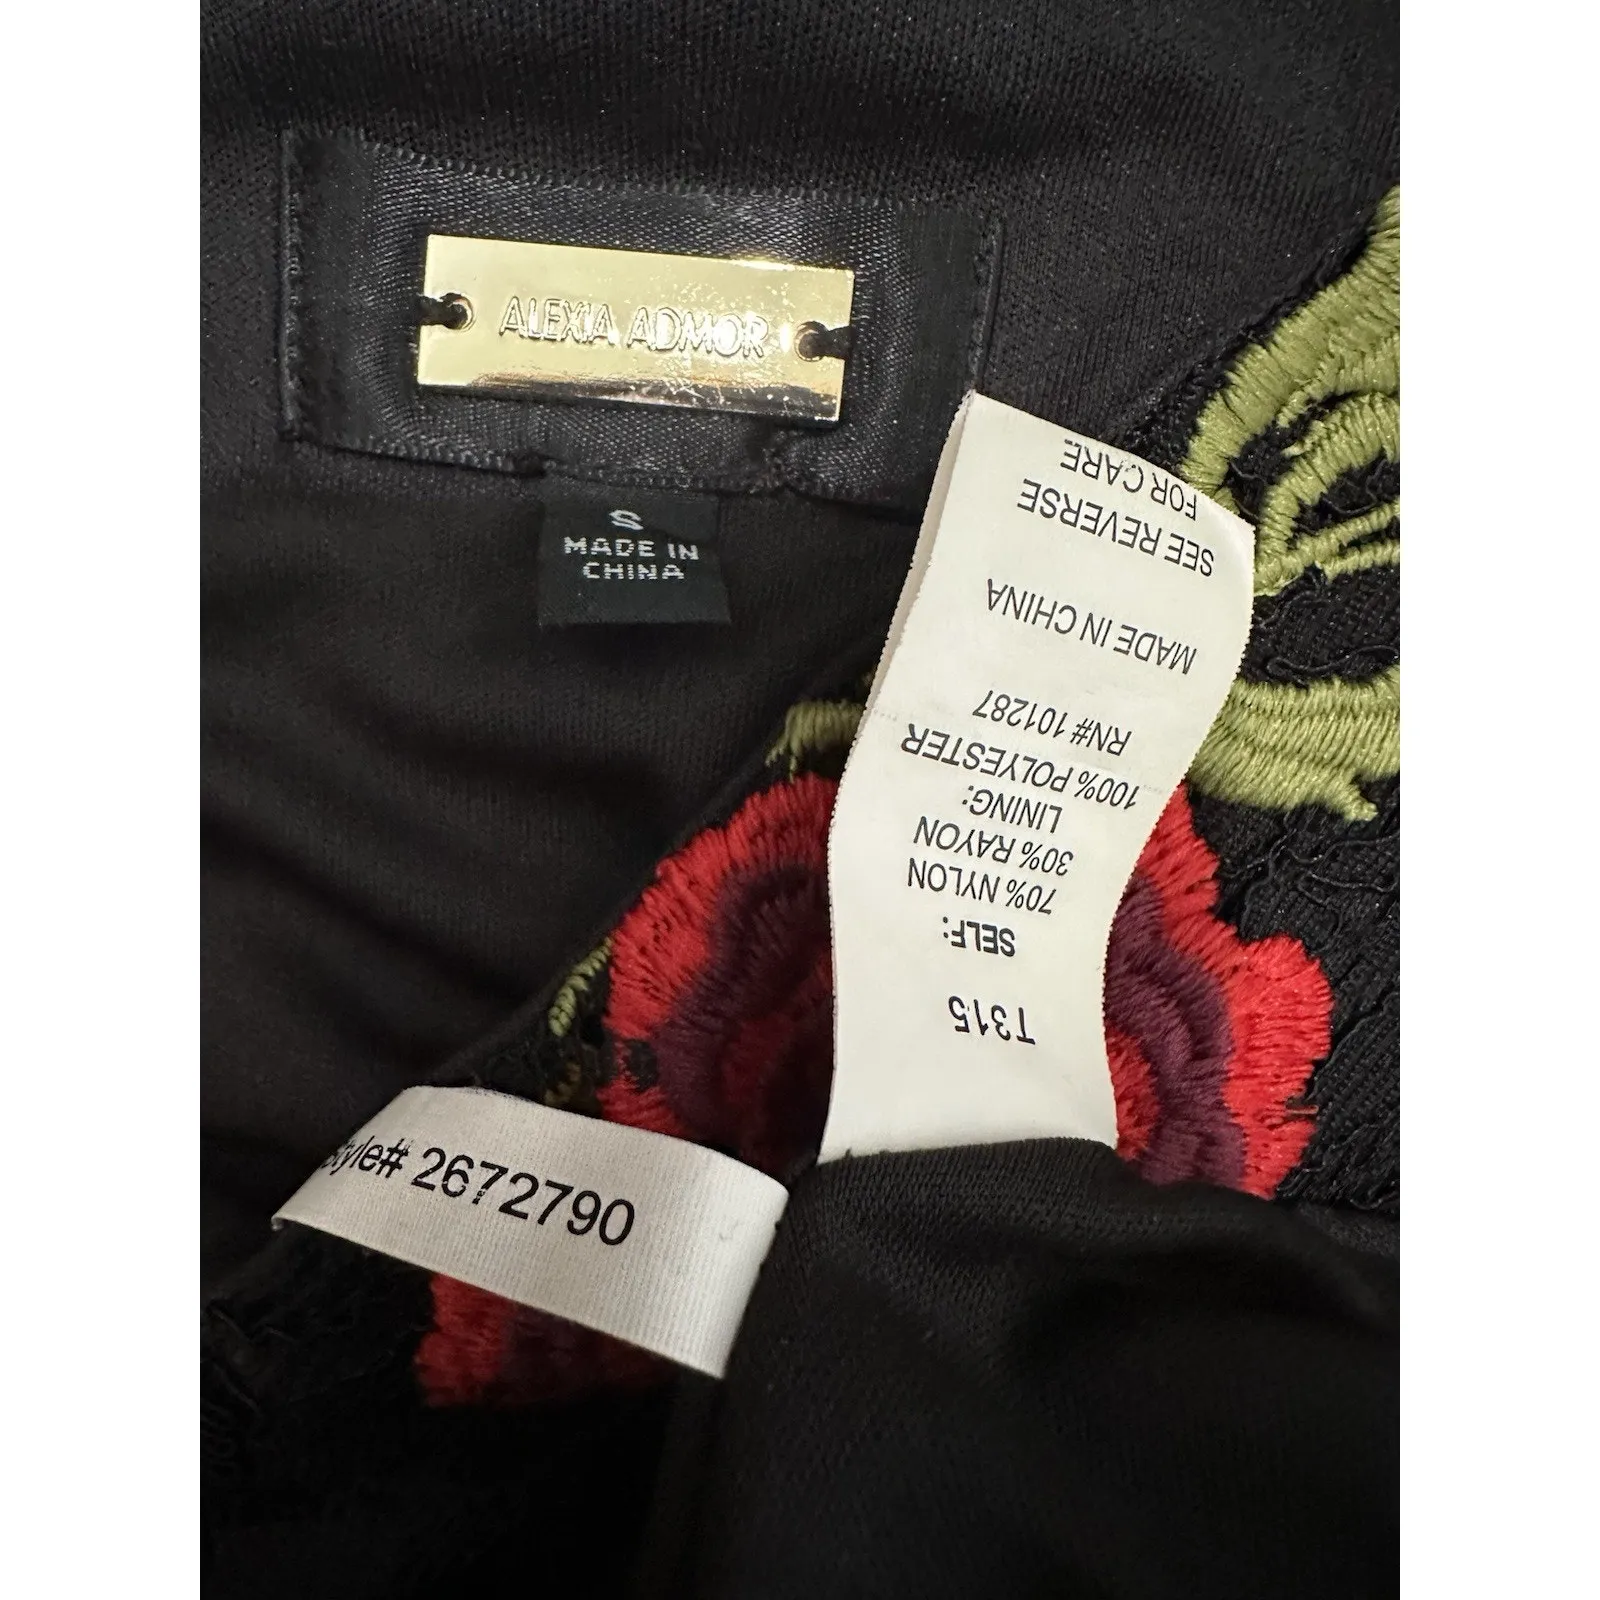 ALEXIA ADMOR
S
MADE IN
CHINA
T315
SELF:
70% NYLON
30% RAYON
LINING:
100% POLYESTER
RN# 101287
MADE IN CHINA
SEE REVERSE
FOR CARE
Style# 2672790